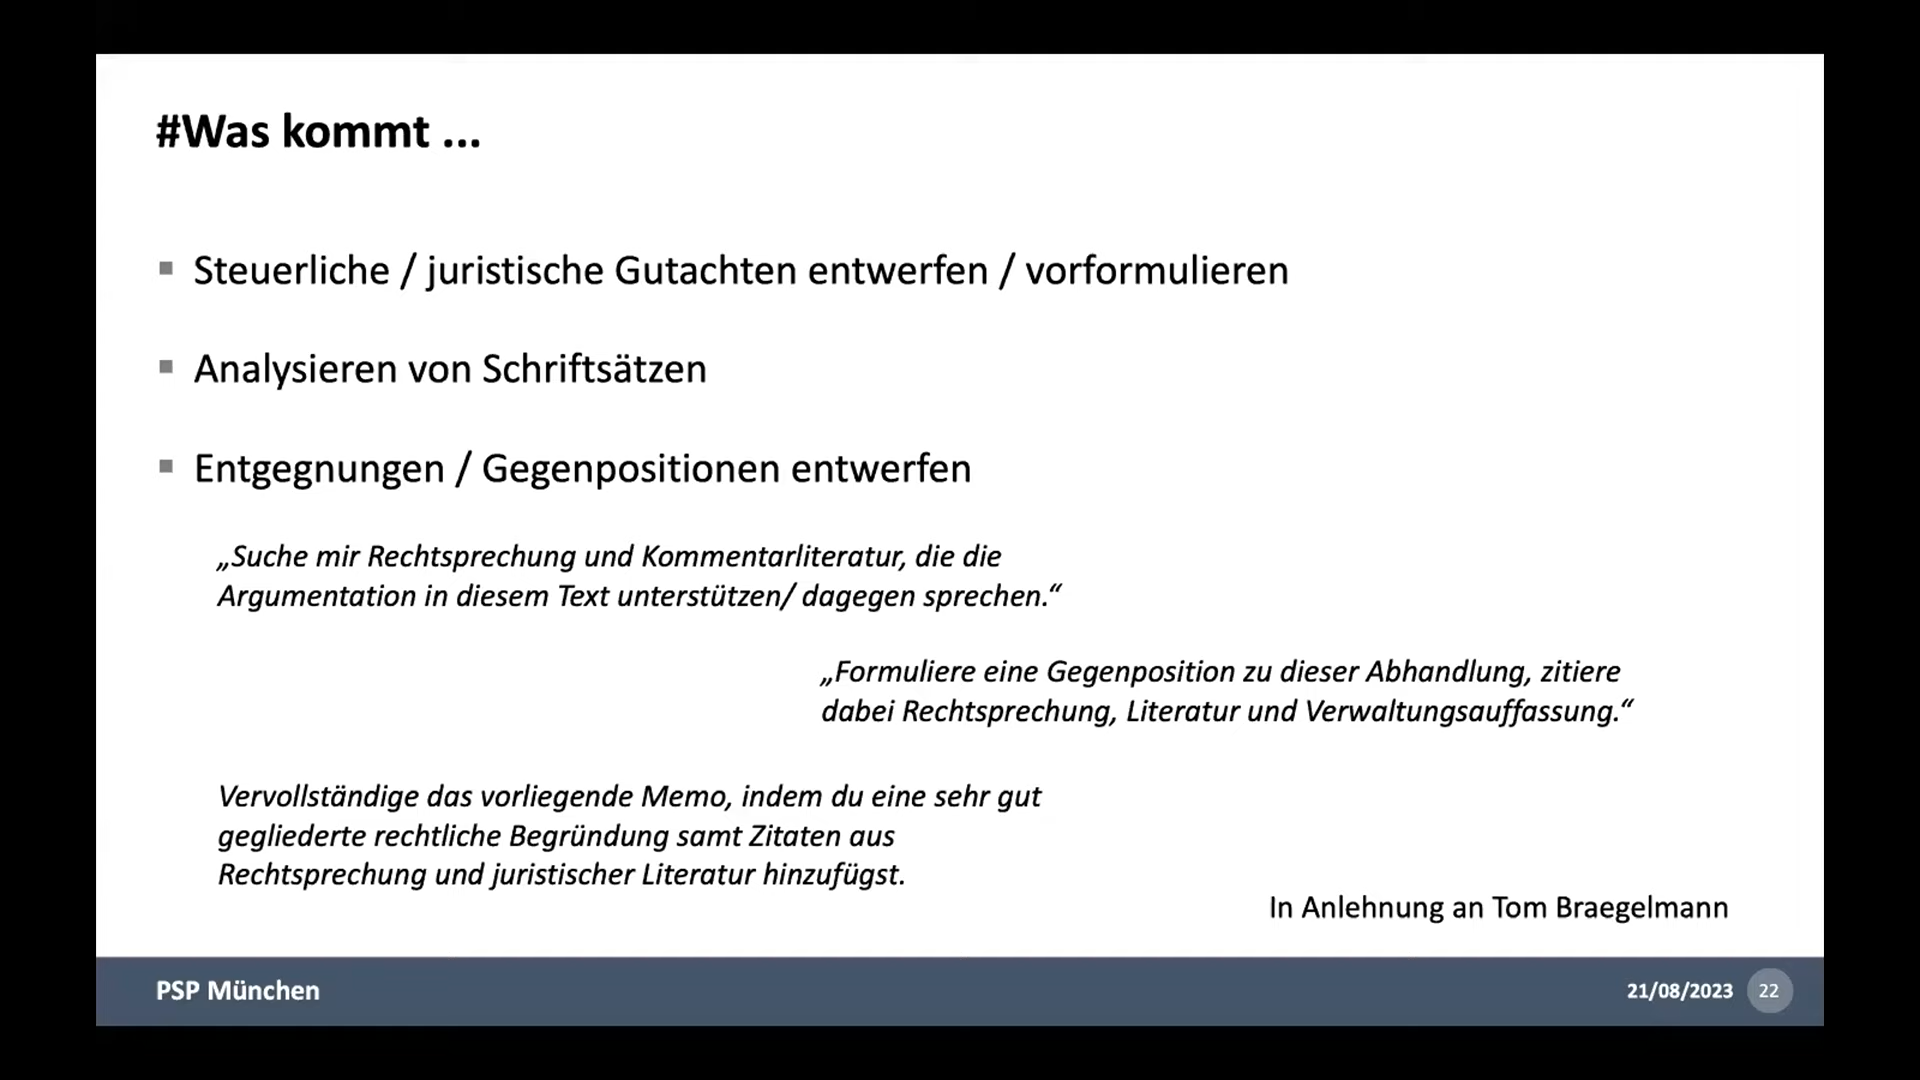 #Was kommt ...
Steuerliche / juristische Gutachten entwerfen / vorformulieren
Analysieren von Schriftsätzen
Entgegnungen / Gegenpositionen entwerfen
„Suche mir Rechtsprechung und Kommentarliteratur, die die
Argumentation in diesem Text unterstützen/ dagegen sprechen.“
„Formuliere eine Gegenposition zu dieser Abhandlung, zitiere
dabei Rechtsprechung, Literatur und Verwaltungsauffassung.“
Vervollständige das vorliegende Memo, indem du eine sehr gut
gegliederte rechtliche Begründung samt Zitaten aus
Rechtsprechung und juristischer Literatur hinzufügst.
In Anlehnung an Tom Braegelmann
PSP München
21/08/2023 22